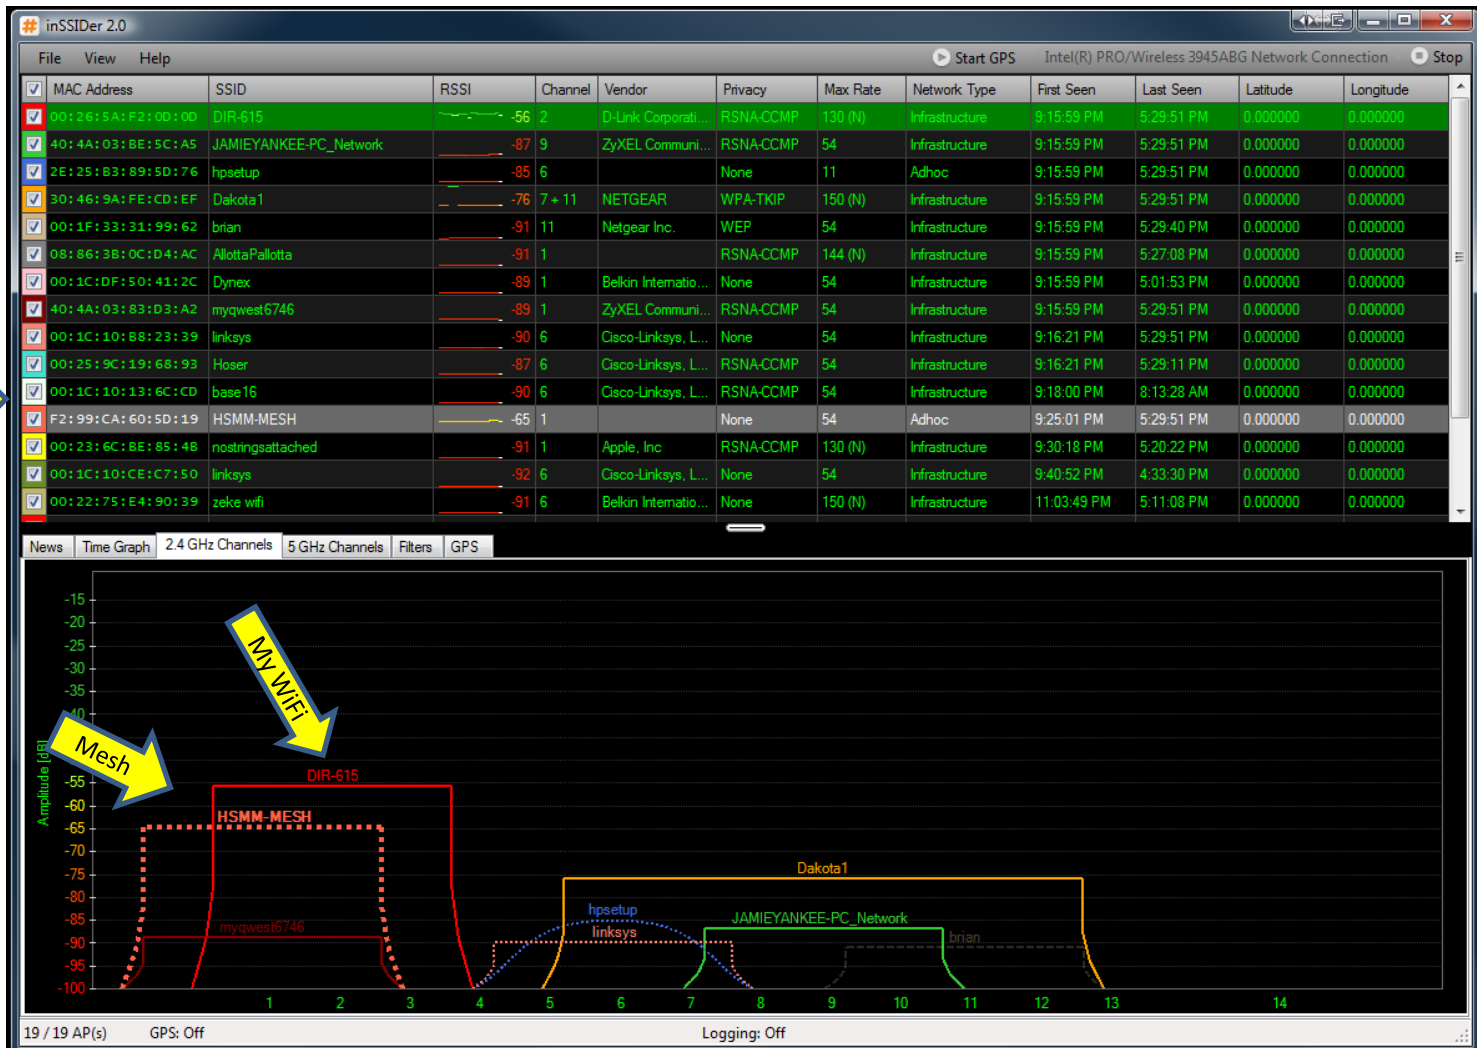 inSSIDer 2.0
File View Help Start GPS Intel(R) PRO/Wireless 3945ABG Network Connection Stop
MAC Address SSID RSSI Channel Vendor Privacy Max Rate Network Type First Seen Last Seen Latitude Longitude
00:26:5A:F2:0D:0D DIR-615 -56 2 D-Link Corporati... RSNA-CCMP 130 (N) Infrastructure 9:15:59 PM 5:29:51 PM 0.000000 0.000000
40:4A:03:BE:5C:A5 JAMIEYANKEE-PC_Network -87 9 ZyXEL Communi... RSNA-CCMP 54 Infrastructure 9:15:59 PM 5:29:51 PM 0.000000 0.000000
2E:25:B3:89:5D:76 hpsetup -85 6 None 11 Adhoc 9:15:59 PM 5:29:51 PM 0.000000 0.000000
30:46:9A:FE:CD:EF Dakota1 -76 7 + 11 NETGEAR WPA-TKIP 150 (N) Infrastructure 9:15:59 PM 5:29:51 PM 0.000000 0.000000
00:1F:33:31:99:62 brian -91 11 Netgear Inc. WEP 54 Infrastructure 9:15:59 PM 5:29:40 PM 0.000000 0.000000
08:86:3B:0C:D4:AC AllottaPallotta -91 1 RSNA-CCMP 144 (N) Infrastructure 9:15:59 PM 5:27:08 PM 0.000000 0.000000
00:1C:DF:50:41:2C Dynex -89 1 Belkin Internatio... None 54 Infrastructure 9:15:59 PM 5:01:53 PM 0.000000 0.000000
40:4A:03:83:D3:A2 myqwest6746 -89 1 ZyXEL Communi... RSNA-CCMP 54 Infrastructure 9:15:59 PM 5:29:51 PM 0.000000 0.000000
00:1C:10:B8:23:39 linksys -90 6 Cisco-Linksys, L... None 54 Infrastructure 9:16:21 PM 5:29:51 PM 0.000000 0.000000
00:25:9C:19:68:93 Hoser -87 6 Cisco-Linksys, L... RSNA-CCMP 54 Infrastructure 9:16:21 PM 5:29:11 PM 0.000000 0.000000
00:1C:10:13:6C:CD base16 -90 6 Cisco-Linksys, L... RSNA-CCMP 54 Infrastructure 9:18:00 PM 8:13:28 AM 0.000000 0.000000
F2:99:CA:60:5D:19 HSMM-MESH -65 1 None 54 Adhoc 9:25:01 PM 5:29:51 PM 0.000000 0.000000
00:23:6C:BE:85:4B nostringsattached -91 1 Apple, Inc RSNA-CCMP 130 (N) Infrastructure 9:30:18 PM 5:20:22 PM 0.000000 0.000000
00:1C:10:CE:C7:50 linksys -92 6 Cisco-Linksys, L... None 54 Infrastructure 9:40:52 PM 4:33:30 PM 0.000000 0.000000
00:22:75:E4:90:39 zeke wifi -91 6 Belkin Internatio... None 150 (N) Infrastructure 11:03:49 PM 5:11:08 PM 0.000000 0.000000
News Time Graph 2.4 GHz Channels 5 GHz Channels Filters GPS
-15
-20
-25
-30
-35
-40
My WiFi
Mesh
Amplitude [dB]
-55
-60
-65
-70
-75
-80
-85
-90
-95
-100
DIR-615
HSMM-MESH
Dakota1
hpsetup
JAMIEYANKEE-PC_Network
myqwest6746
linksys
brian
1 2 3 4 5 6 7 8 9 10 11 12 13 14
19 / 19 AP(s) GPS: Off Logging: Off